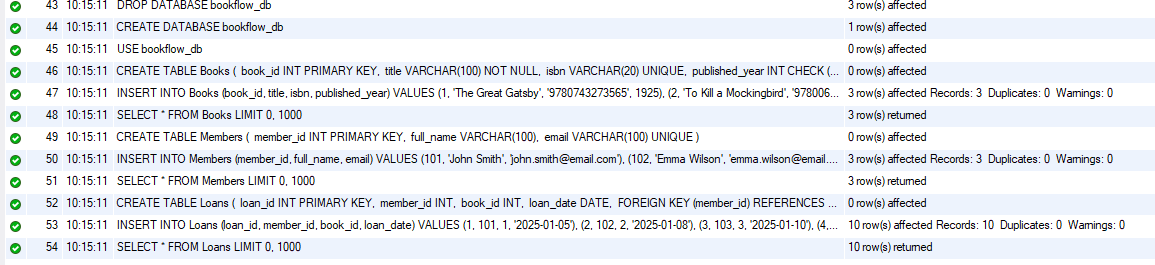 43 10:15:11 DROP DATABASE bookflow_db 3 row(s) affected
44 10:15:11 CREATE DATABASE bookflow_db 1 row(s) affected
45 10:15:11 USE bookflow_db 0 row(s) affected
46 10:15:11 CREATE TABLE Books ( book_id INT PRIMARY KEY, title VARCHAR(100) NOT NULL, isbn VARCHAR(20) UNIQUE, published_year INT CHECK (... 0 row(s) affected
47 10:15:11 INSERT INTO Books (book_id, title, isbn, published_year) VALUES (1, 'The Great Gatsby', '9780743273565', 1925), (2, 'To Kill a Mockingbird', '978006... 3 row(s) affected Records: 3 Duplicates: 0 Warnings: 0
48 10:15:11 SELECT * FROM Books LIMIT 0, 1000 3 row(s) returned
49 10:15:11 CREATE TABLE Members ( member_id INT PRIMARY KEY, full_name VARCHAR(100), email VARCHAR(100) UNIQUE ) 0 row(s) affected
50 10:15:11 INSERT INTO Members (member_id, full_name, email) VALUES (101, 'John Smith', 'john.smith@email.com'), (102, 'Emma Wilson', 'emma.wilson@email.... 3 row(s) affected Records: 3 Duplicates: 0 Warnings: 0
51 10:15:11 SELECT * FROM Members LIMIT 0, 1000 3 row(s) returned
52 10:15:11 CREATE TABLE Loans ( loan_id INT PRIMARY KEY, member_id INT, book_id INT, loan_date DATE, FOREIGN KEY (member_id) REFERENCES ... 0 row(s) affected
53 10:15:11 INSERT INTO Loans (loan_id, member_id, book_id, loan_date) VALUES (1, 101, 1, '2025-01-05'), (2, 102, 2, '2025-01-08'), (3, 103, 3, '2025-01-10'), (4,... 10 row(s) affected Records: 10 Duplicates: 0 Warnings: 0
54 10:15:11 SELECT * FROM Loans LIMIT 0, 1000 10 row(s) returned